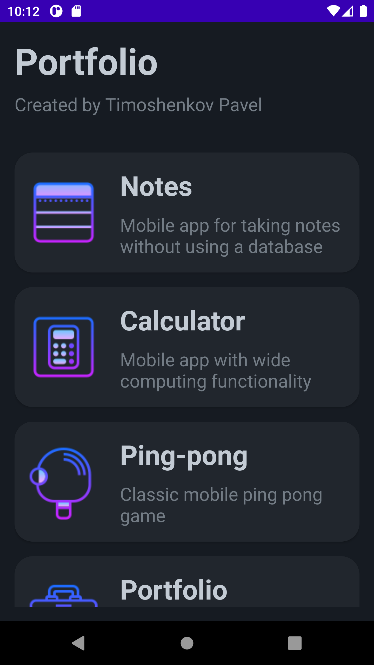 10:12
Portfolio
Created by Timoshenkov Pavel
Notes
Mobile app for taking notes
without using a database
Calculator
Mobile app with wide
computing functionality
Ping-pong
Classic mobile ping pong
game
Portfolio